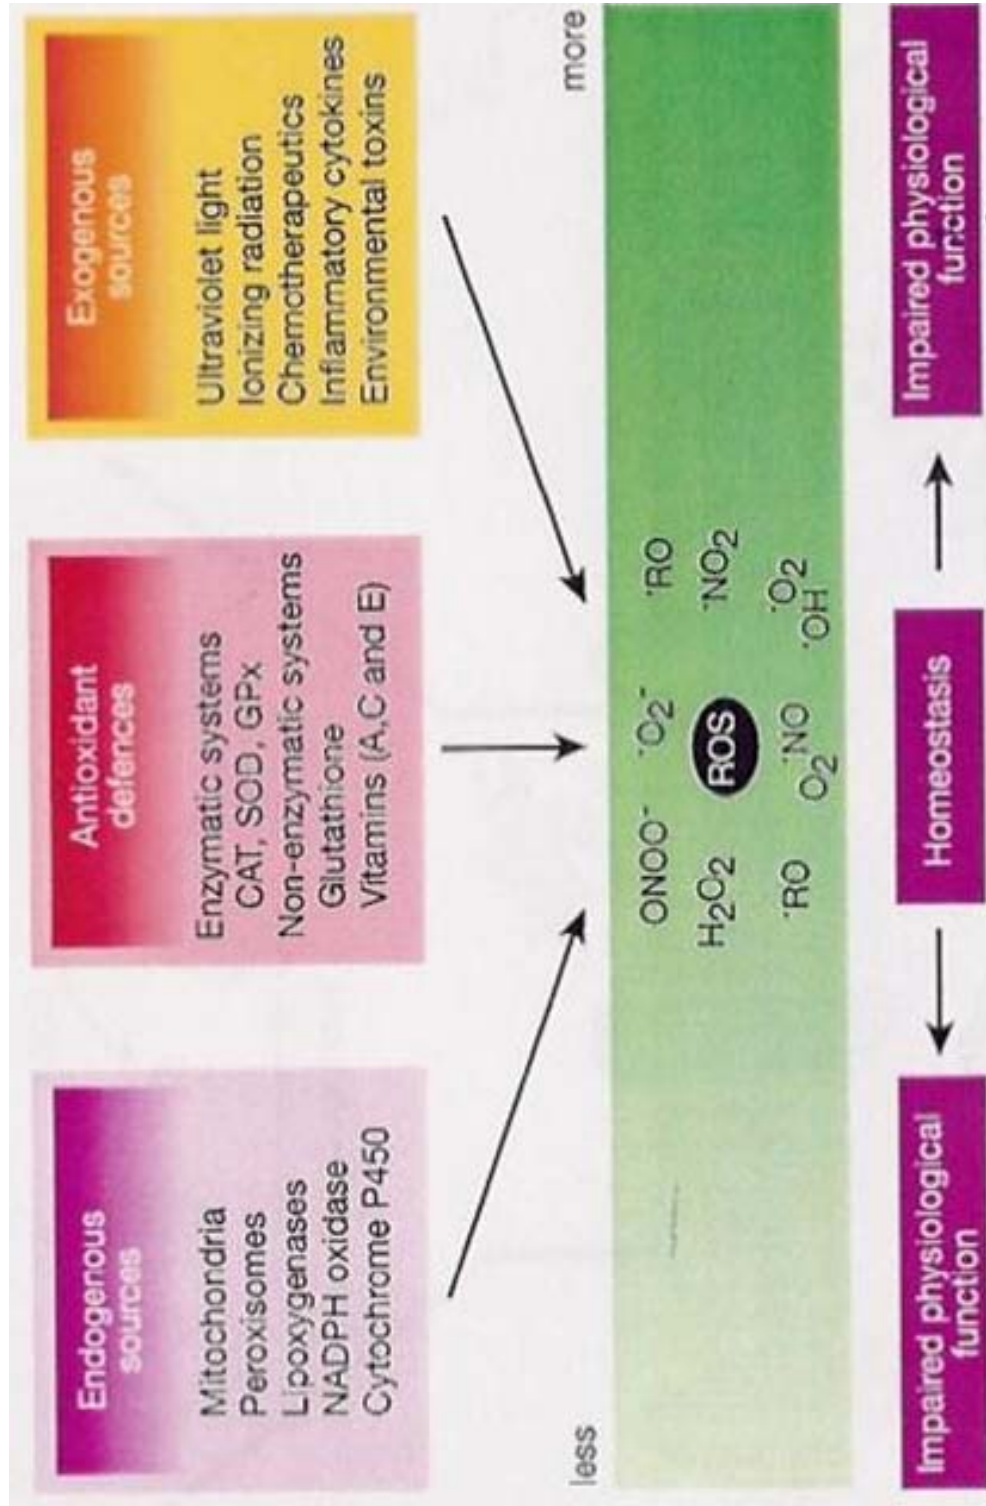 Endogenous
sources
Mitochondria
Peroxisomes
Lipoxygenases
NADPH oxidase
Cytochrome P450
Antioxidant
defences
Enzymatic systems
CAT, SOD, GPx
Non-enzymatic systems
Glutathione
Vitamins (A,C and E)
Exogenous
sources
Ultraviolet light
Ionizing radiation
Chemotherapeutics
Inflammatory cytokines
Environmental toxins
less
more
ONOO⁻ ˙O₂⁻ ˙RO
H₂O₂ ROS ˙NO₂
˙RO O₂˙NO ˙OH˙O₂
Impaired physiological
function
Homeostasis
Impaired physiological
function